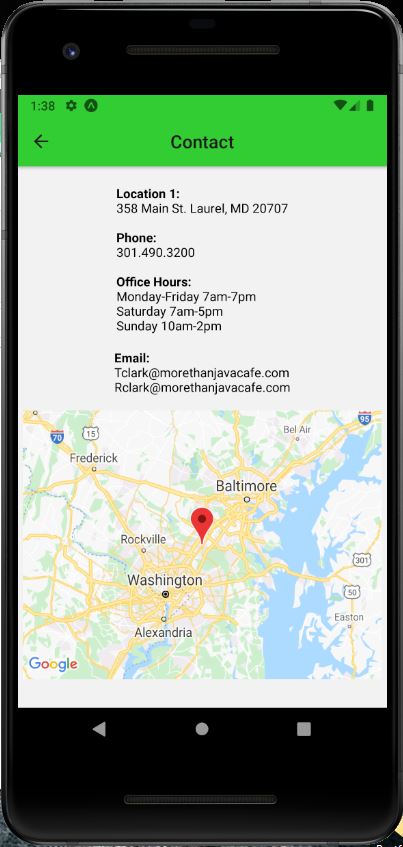 1:38
Contact
Location 1:
358 Main St. Laurel, MD 20707
Phone:
301.490.3200
Office Hours:
Monday-Friday 7am-7pm
Saturday 7am-5pm
Sunday 10am-2pm
Email:
Tclark@morethanjavacafe.com
Rclark@morethanjavacafe.com
95
Bel Air
15
70
Frederick
Baltimore
Rockville
301
Washington
50
Easton
Alexandria
Google